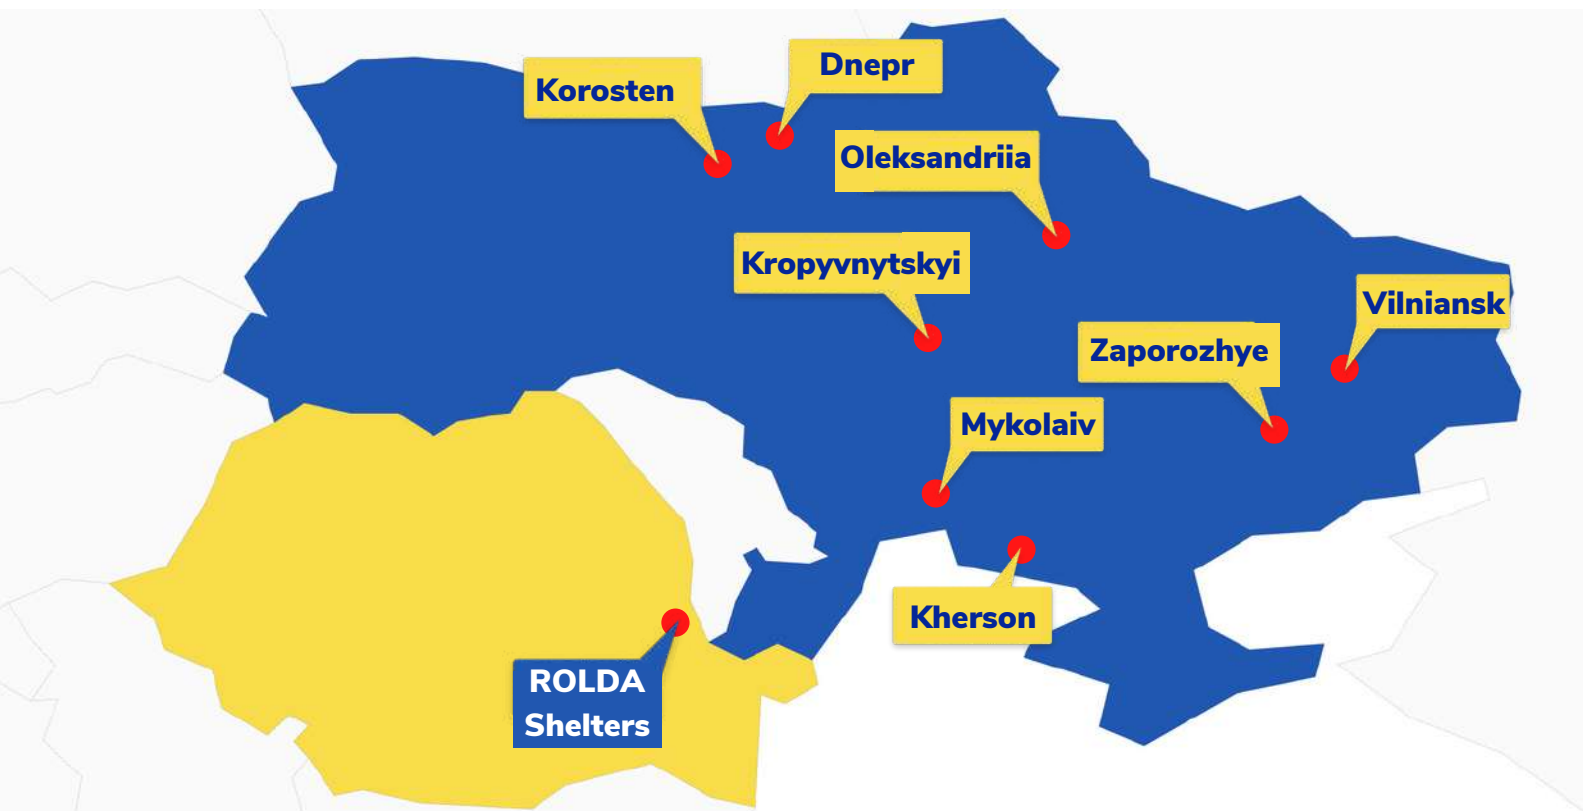 Dnepr
Korosten
Oleksandriia
Kropyvnytskyi
Vilniansk
Zaporozhye
Mykolaiv
Kherson
ROLDA
Shelters